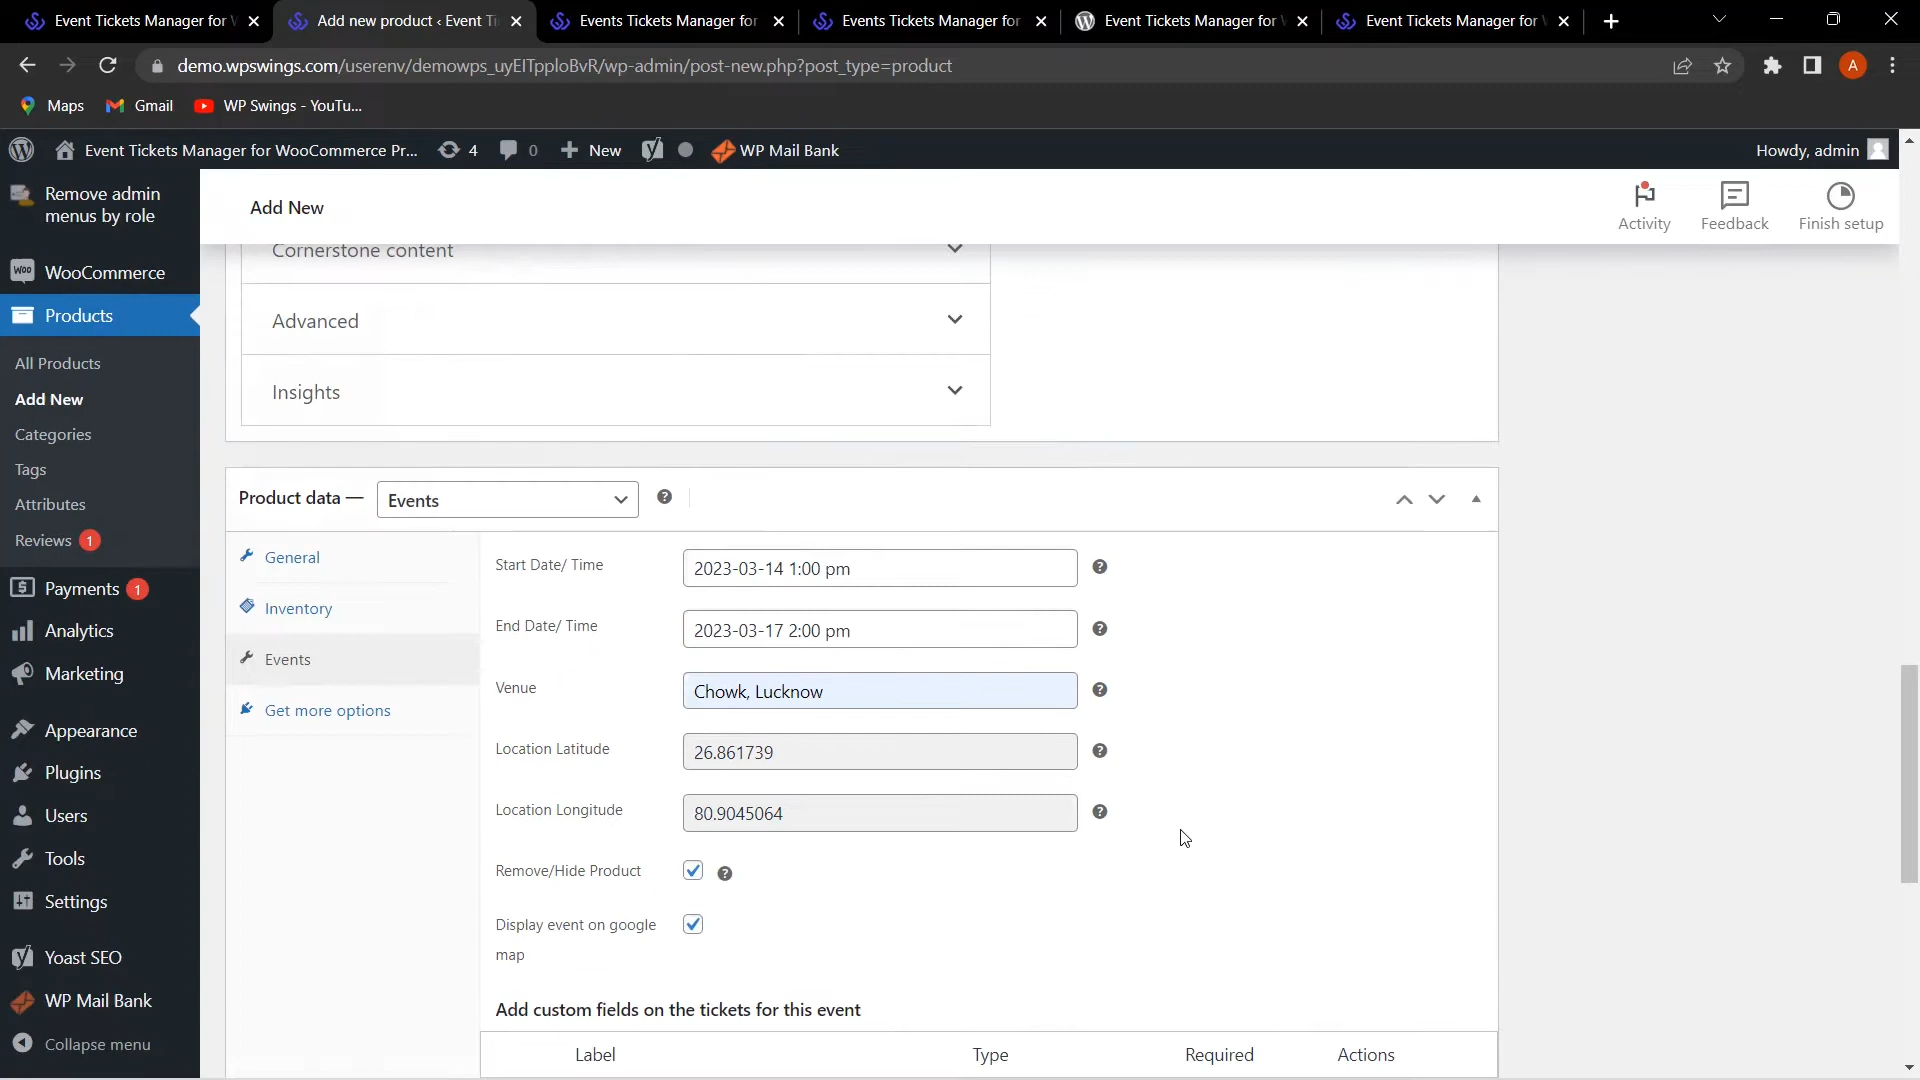 Event Tickets Manager for W
Add new product ‹ Event Ti
Events Tickets Manager for
Events Tickets Manager for
Event Tickets Manager for W
Event Tickets Manager for W
demo.wpswings.com/userenv/demowps_uyEITpploBvR/wp-admin/post-new.php?post_type=product
A
Maps
Gmail
WP Swings - YouTu...
Event Tickets Manager for WooCommerce Pr...
4
0
New
WP Mail Bank
Howdy, admin
Remove admin
menus by role
WooCommerce
Products
All Products
Add New
Categories
Tags
Attributes
Reviews 1
Payments 1
Analytics
Marketing
Appearance
Plugins
Users
Tools
Settings
Yoast SEO
WP Mail Bank
Collapse menu
Add New
Activity
Feedback
Finish setup
Cornerstone content
Advanced
Insights
Product data —
Events
General
Inventory
Events
Get more options
Start Date/ Time
2023-03-14 1:00 pm
End Date/ Time
2023-03-17 2:00 pm
Venue
Chowk, Lucknow
Location Latitude
26.861739
Location Longitude
80.9045064
Remove/Hide Product
Display event on google
map
Add custom fields on the tickets for this event
Label
Type
Required
Actions